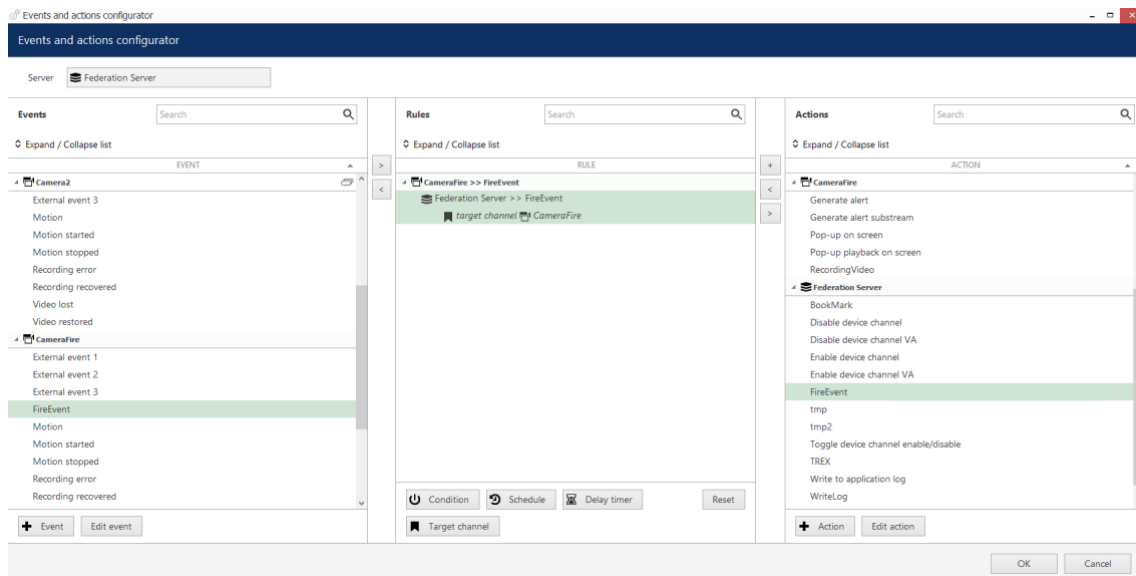 Events and actions configurator
Events and actions configurator
Server Federation Server
Events Search
Expand / Collapse list
EVENT
Camera2
External event 3
Motion
Motion started
Motion stopped
Recording error
Recording recovered
Video lost
Video restored
CameraFire
External event 1
External event 2
External event 3
FireEvent
Motion
Motion started
Motion stopped
Recording error
Recording recovered
Event Edit event
>
<
Rules Search
Expand / Collapse list
RULE
CameraFire >> FireEvent
Federation Server >> FireEvent
target channel CameraFire
Condition Schedule Delay timer Reset
Target channel
+
<
>
Actions Search
Expand / Collapse list
ACTION
CameraFire
Generate alert
Generate alert substream
Pop-up on screen
Pop-up playback on screen
RecordingVideo
Federation Server
BookMark
Disable device channel
Disable device channel VA
Enable device channel
Enable device channel VA
FireEvent
tmp
tmp2
Toggle device channel enable/disable
TREX
Write to application log
WriteLog
Action Edit action
OK Cancel